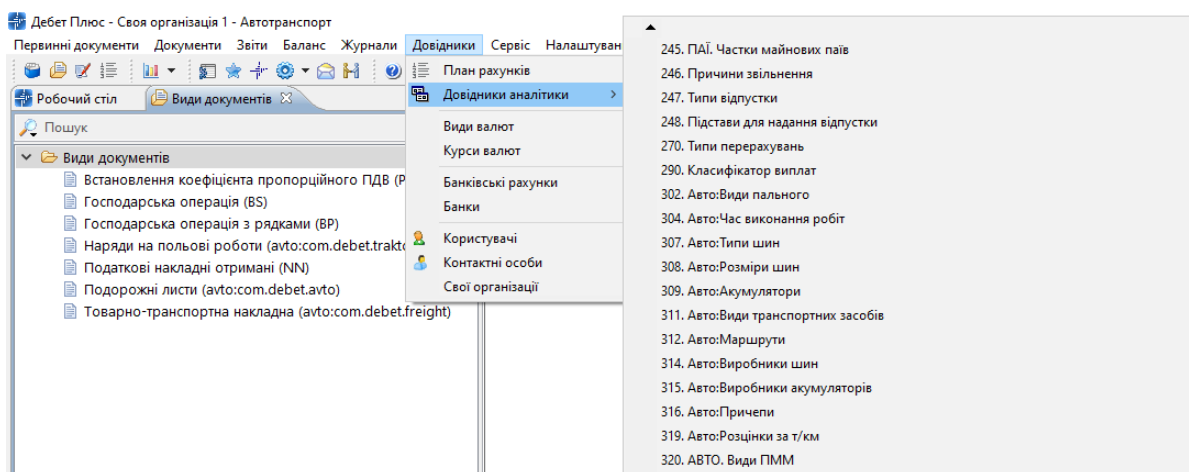 Дебет Плюс - Своя організація 1 - Автотранспорт
Первинні документи Документи Звіти Баланс Журнали Довідники Сервіс Налаштуван
Робочий стіл Види документів
Пошук
Види документів
Встановлення коефіцієнта пропорційного ПДВ (P
Господарська операція (BS)
Господарська операція з рядками (BP)
Наряди на польові роботи (avto:com.debet.trakto
Податкові накладні отримані (NN)
Подорожні листи (avto:com.debet.avto)
Товарно-транспортна накладна (avto:com.debet.freight)
План рахунків
Довідники аналітики
Види валют
Курси валют
Банківські рахунки
Банки
Користувачі
Контактні особи
Свої організації
245. ПАЇ. Частки майнових паїв
246. Причини звільнення
247. Типи відпустки
248. Підстави для надання відпустки
270. Типи перерахувань
290. Класифікатор виплат
302. Авто:Види пального
304. Авто:Час виконання робіт
307. Авто:Типи шин
308. Авто:Розміри шин
309. Авто:Акумулятори
311. Авто:Види транспортних засобів
312. Авто:Маршрути
314. Авто:Виробники шин
315. Авто:Виробники акумуляторів
316. Авто:Причепи
319. Авто:Розцінки за т/км
320. АВТО. Види ПММ